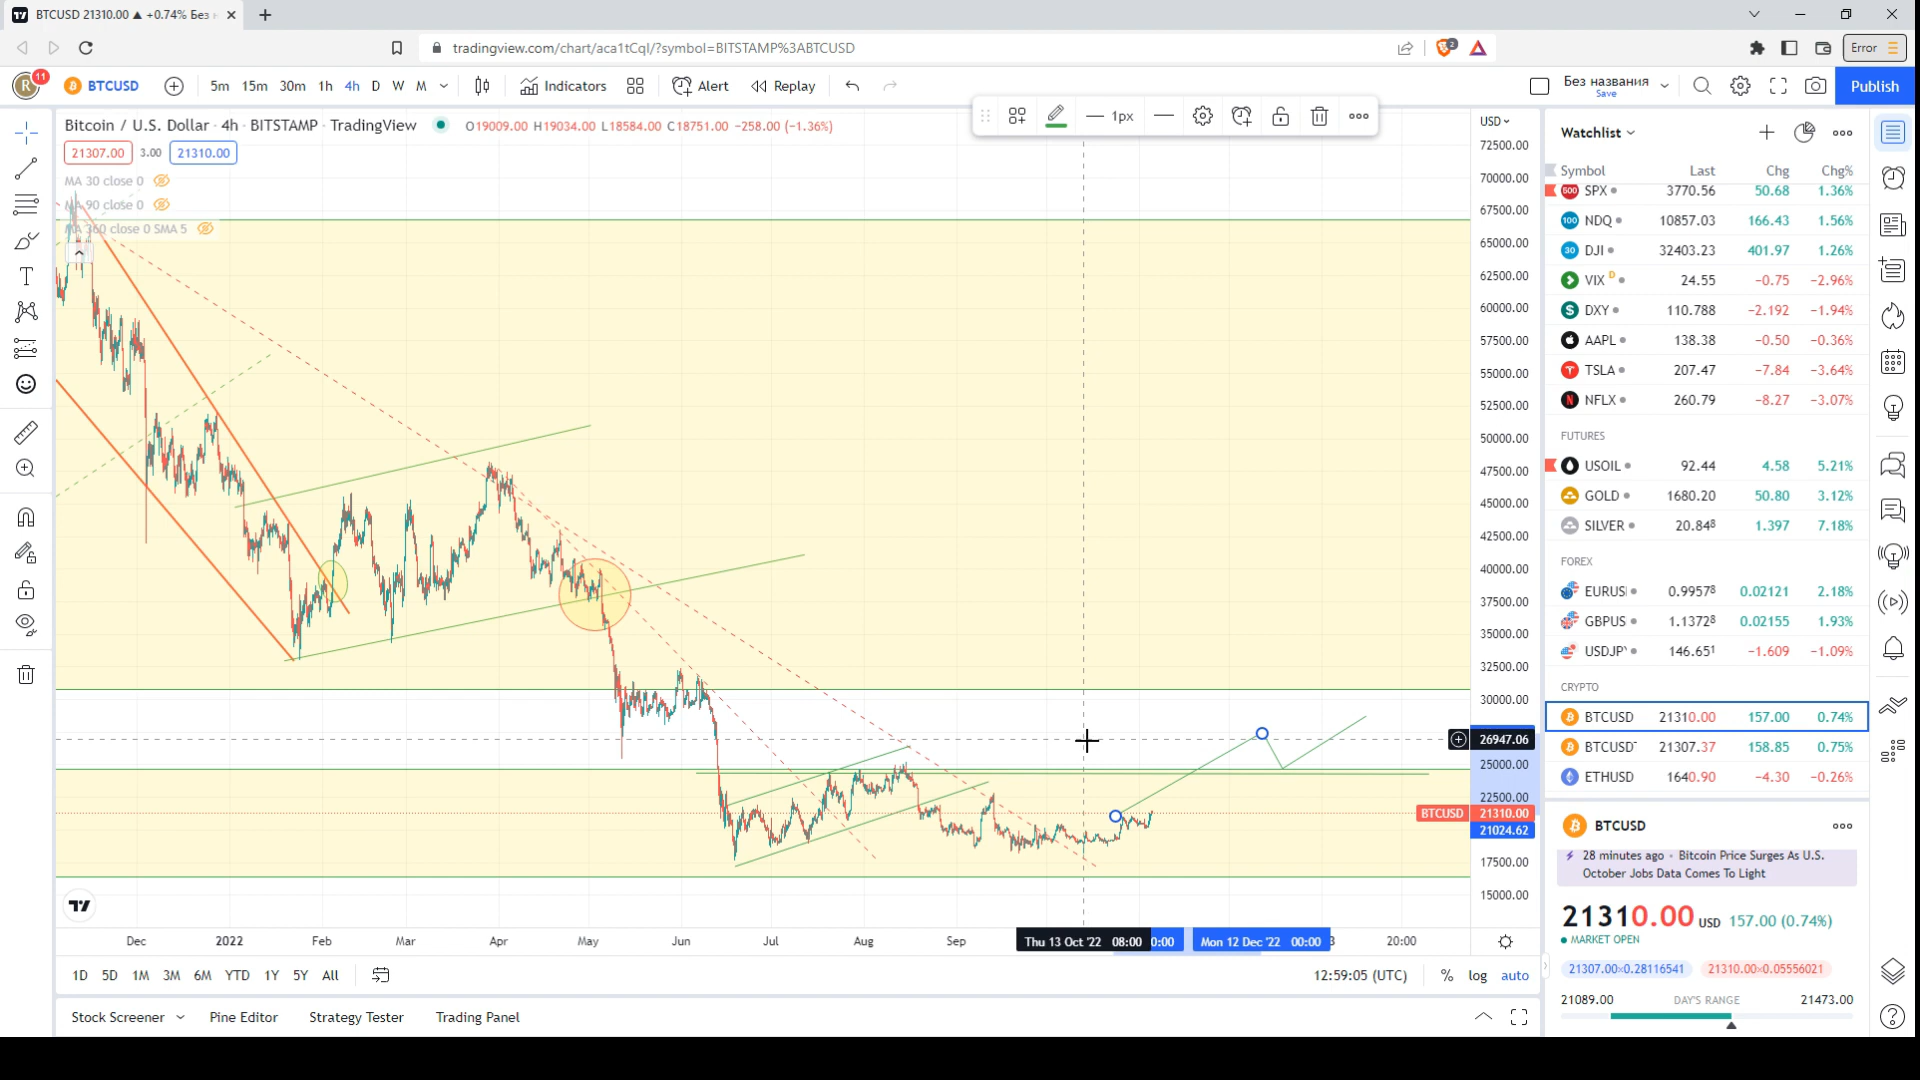 BTCUSD 21310.00 ▲ +0.74% Без н
tradingview.com/chart/aca1tCql/?symbol=BITSTAMP%3ABTCUSD
2
Error
R 11 BTCUSD 5m 15m 30m 1h 4h D W M Indicators Alert Replay Без названия Save Publish
Bitcoin / U.S. Dollar · 4h · BITSTAMP · TradingView O19009.00 H19034.00 L18584.00 C18751.00 −258.00 (−1.36%)
1px
21307.00 3.00 21310.00
MA 30 close 0
MA 90 close 0
MA 360 close 0 SMA 5
USD
72500.00
70000.00
67500.00
65000.00
62500.00
60000.00
57500.00
55000.00
52500.00
50000.00
47500.00
45000.00
42500.00
40000.00
37500.00
35000.00
32500.00
30000.00
26947.06
25000.00
22500.00
BTCUSD 21310.00
21024.62
17500.00
15000.00
Dec 2022 Feb Mar Apr May Jun Jul Aug Sep Thu 13 Oct '22 08:00 0:00 Mon 12 Dec '22 00:00 3 20:00
1D 5D 1M 3M 6M YTD 1Y 5Y All 12:59:05 (UTC) % log auto
Stock Screener Pine Editor Strategy Tester Trading Panel
Watchlist
Symbol Last Chg Chg%
500 SPX 3770.56 50.68 1.36%
100 NDQ 10857.03 166.43 1.56%
30 DJI 32403.23 401.97 1.26%
VIX D 24.55 −0.75 −2.96%
DXY 110.788 −2.192 −1.94%
AAPL 138.38 −0.50 −0.36%
TSLA 207.47 −7.84 −3.64%
NFLX 260.79 −8.27 −3.07%
FUTURES
USOIL 92.44 4.58 5.21%
GOLD 1680.20 50.80 3.12%
SILVER 20.848 1.397 7.18%
FOREX
EURUS 0.99578 0.02121 2.18%
GBPUS 1.13728 0.02155 1.93%
USDJP 146.651 −1.609 −1.09%
CRYPTO
BTCUSD 21310.00 157.00 0.74%
BTCUSD 21307.37 158.85 0.75%
ETHUSD 1640.90 −4.30 −0.26%
BTCUSD
28 minutes ago • Bitcoin Price Surges As U.S.
October Jobs Data Comes To Light
21310.00 USD 157.00 (0.74%)
MARKET OPEN
21307.00×0.28116541 21310.00×0.05556021
21089.00 DAY'S RANGE 21473.00